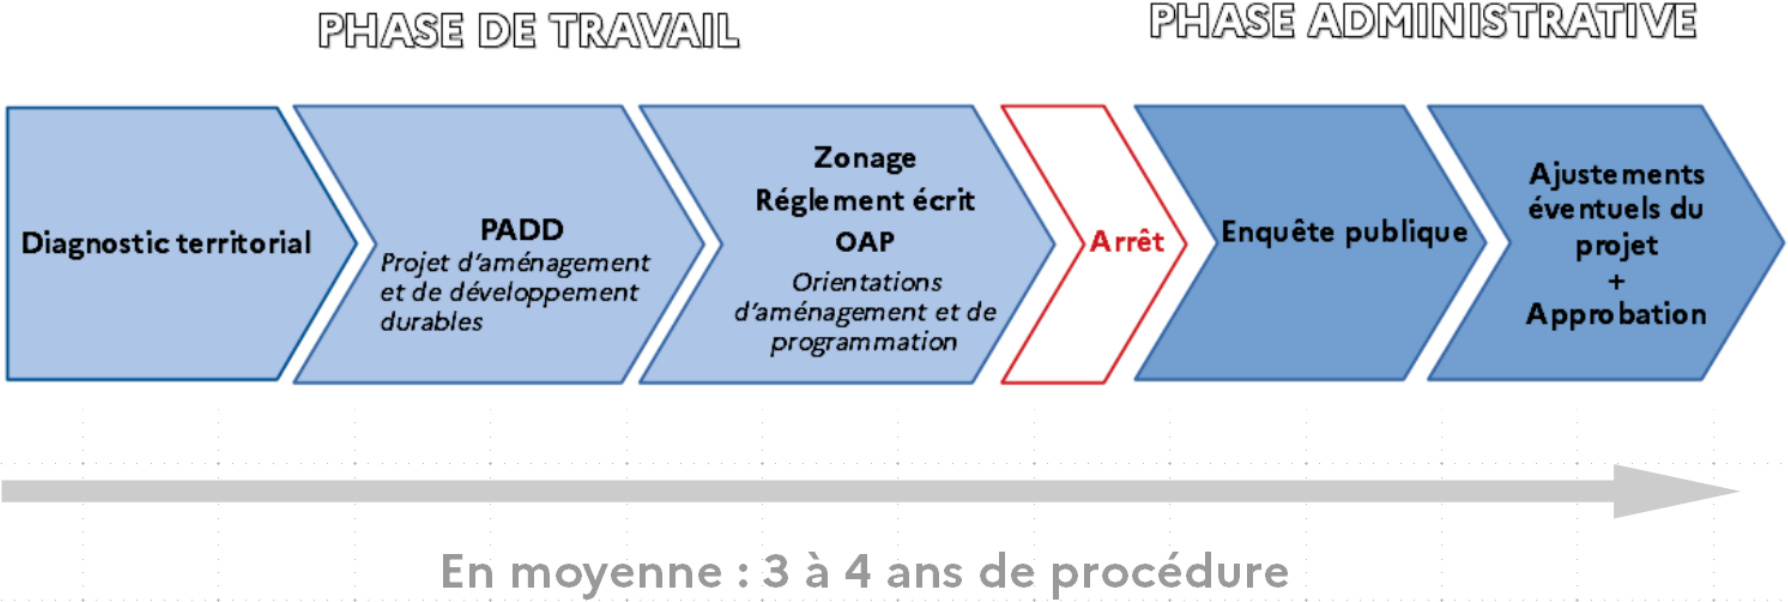 PHASE DE TRAVAIL
PHASE ADMINISTRATIVE
Diagnostic territorial
PADD
Projet d'aménagement
et de développement
durables
Zonage
Réglement écrit
OAP
Orientations
d'aménagement et de
programmation
Arrêt
Enquête publique
Ajustements
éventuels du
projet
+
Approbation
En moyenne : 3 à 4 ans de procédure